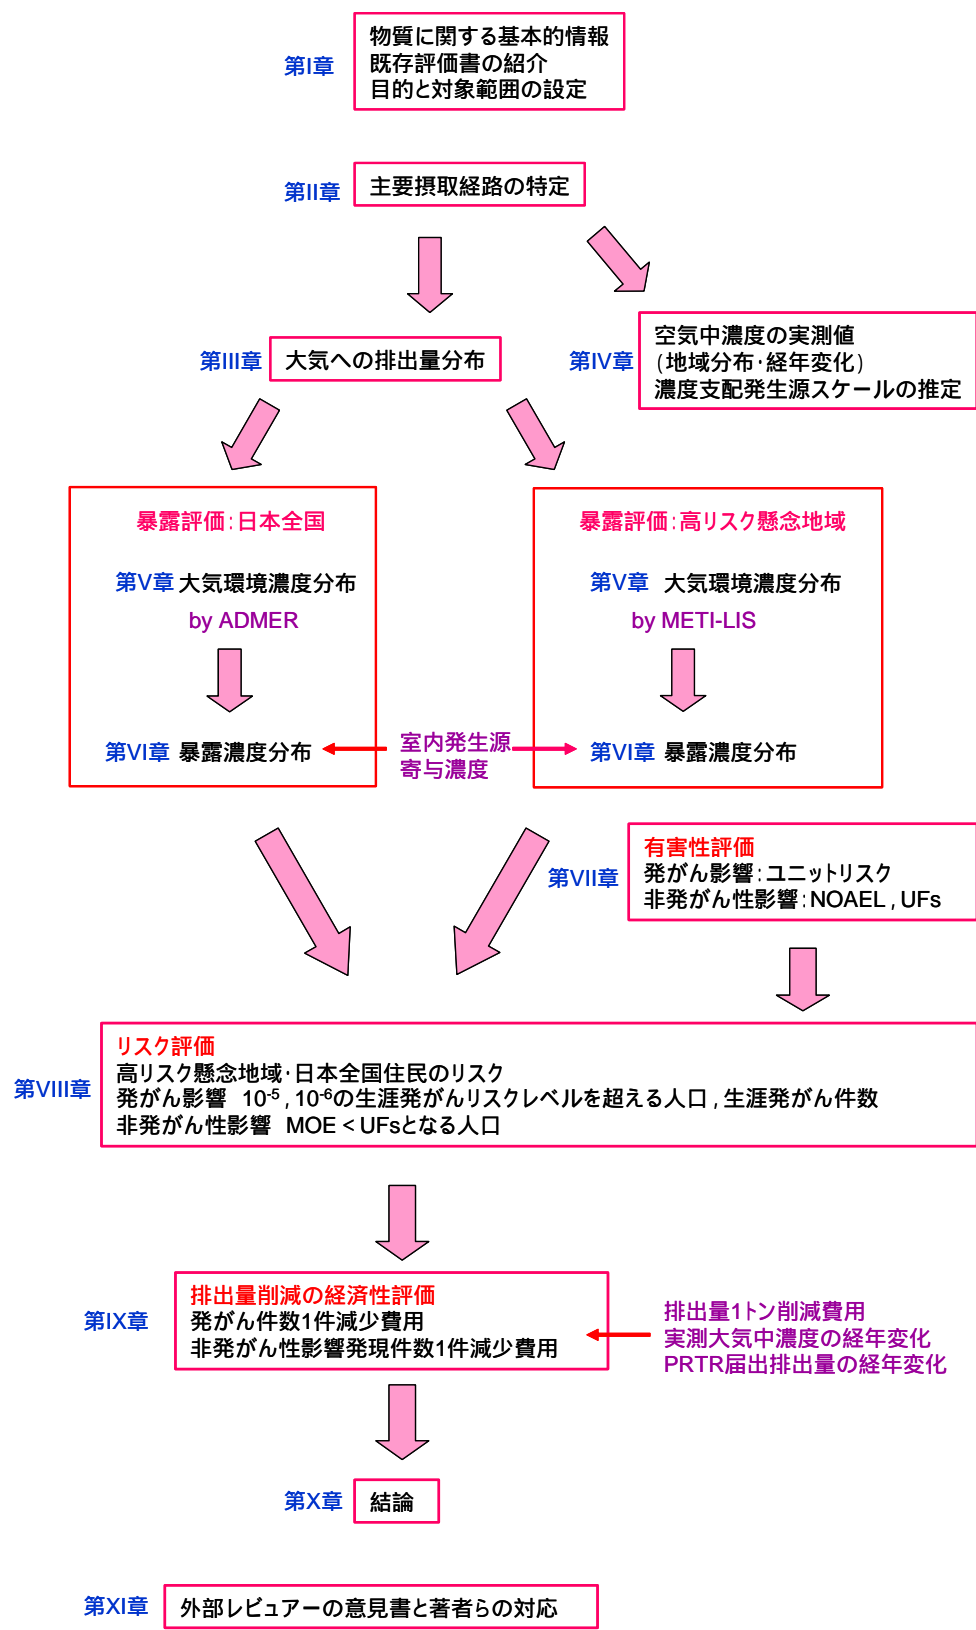 第I章
物質に関する基本的情報
既存評価書の紹介
目的と対象範囲の設定
第II章
主要摂取経路の特定
第III章
大気への排出量分布
第IV章
空気中濃度の実測値
(地域分布・経年変化)
濃度支配発生源スケールの推定
暴露評価:日本全国
第V章 大気環境濃度分布
by ADMER
第VI章 暴露濃度分布
暴露評価:高リスク懸念地域
第V章 大気環境濃度分布
by METI-LIS
第VI章 暴露濃度分布
室内発生源
寄与濃度
第VII章
有害性評価
発がん影響:ユニットリスク
非発がん性影響:NOAEL,UFs
第VIII章
リスク評価
高リスク懸念地域・日本全国住民のリスク
発がん影響 10⁻⁵,10⁻⁶の生涯発がんリスクレベルを超える人口,生涯発がん件数
非発がん性影響 MOE<UFsとなる人口
第IX章
排出量削減の経済性評価
発がん件数1件減少費用
非発がん性影響発現件数1件減少費用
排出量1トン削減費用
実測大気中濃度の経年変化
PRTR届出排出量の経年変化
第X章
結論
第XI章
外部レビュアーの意見書と著者らの対応